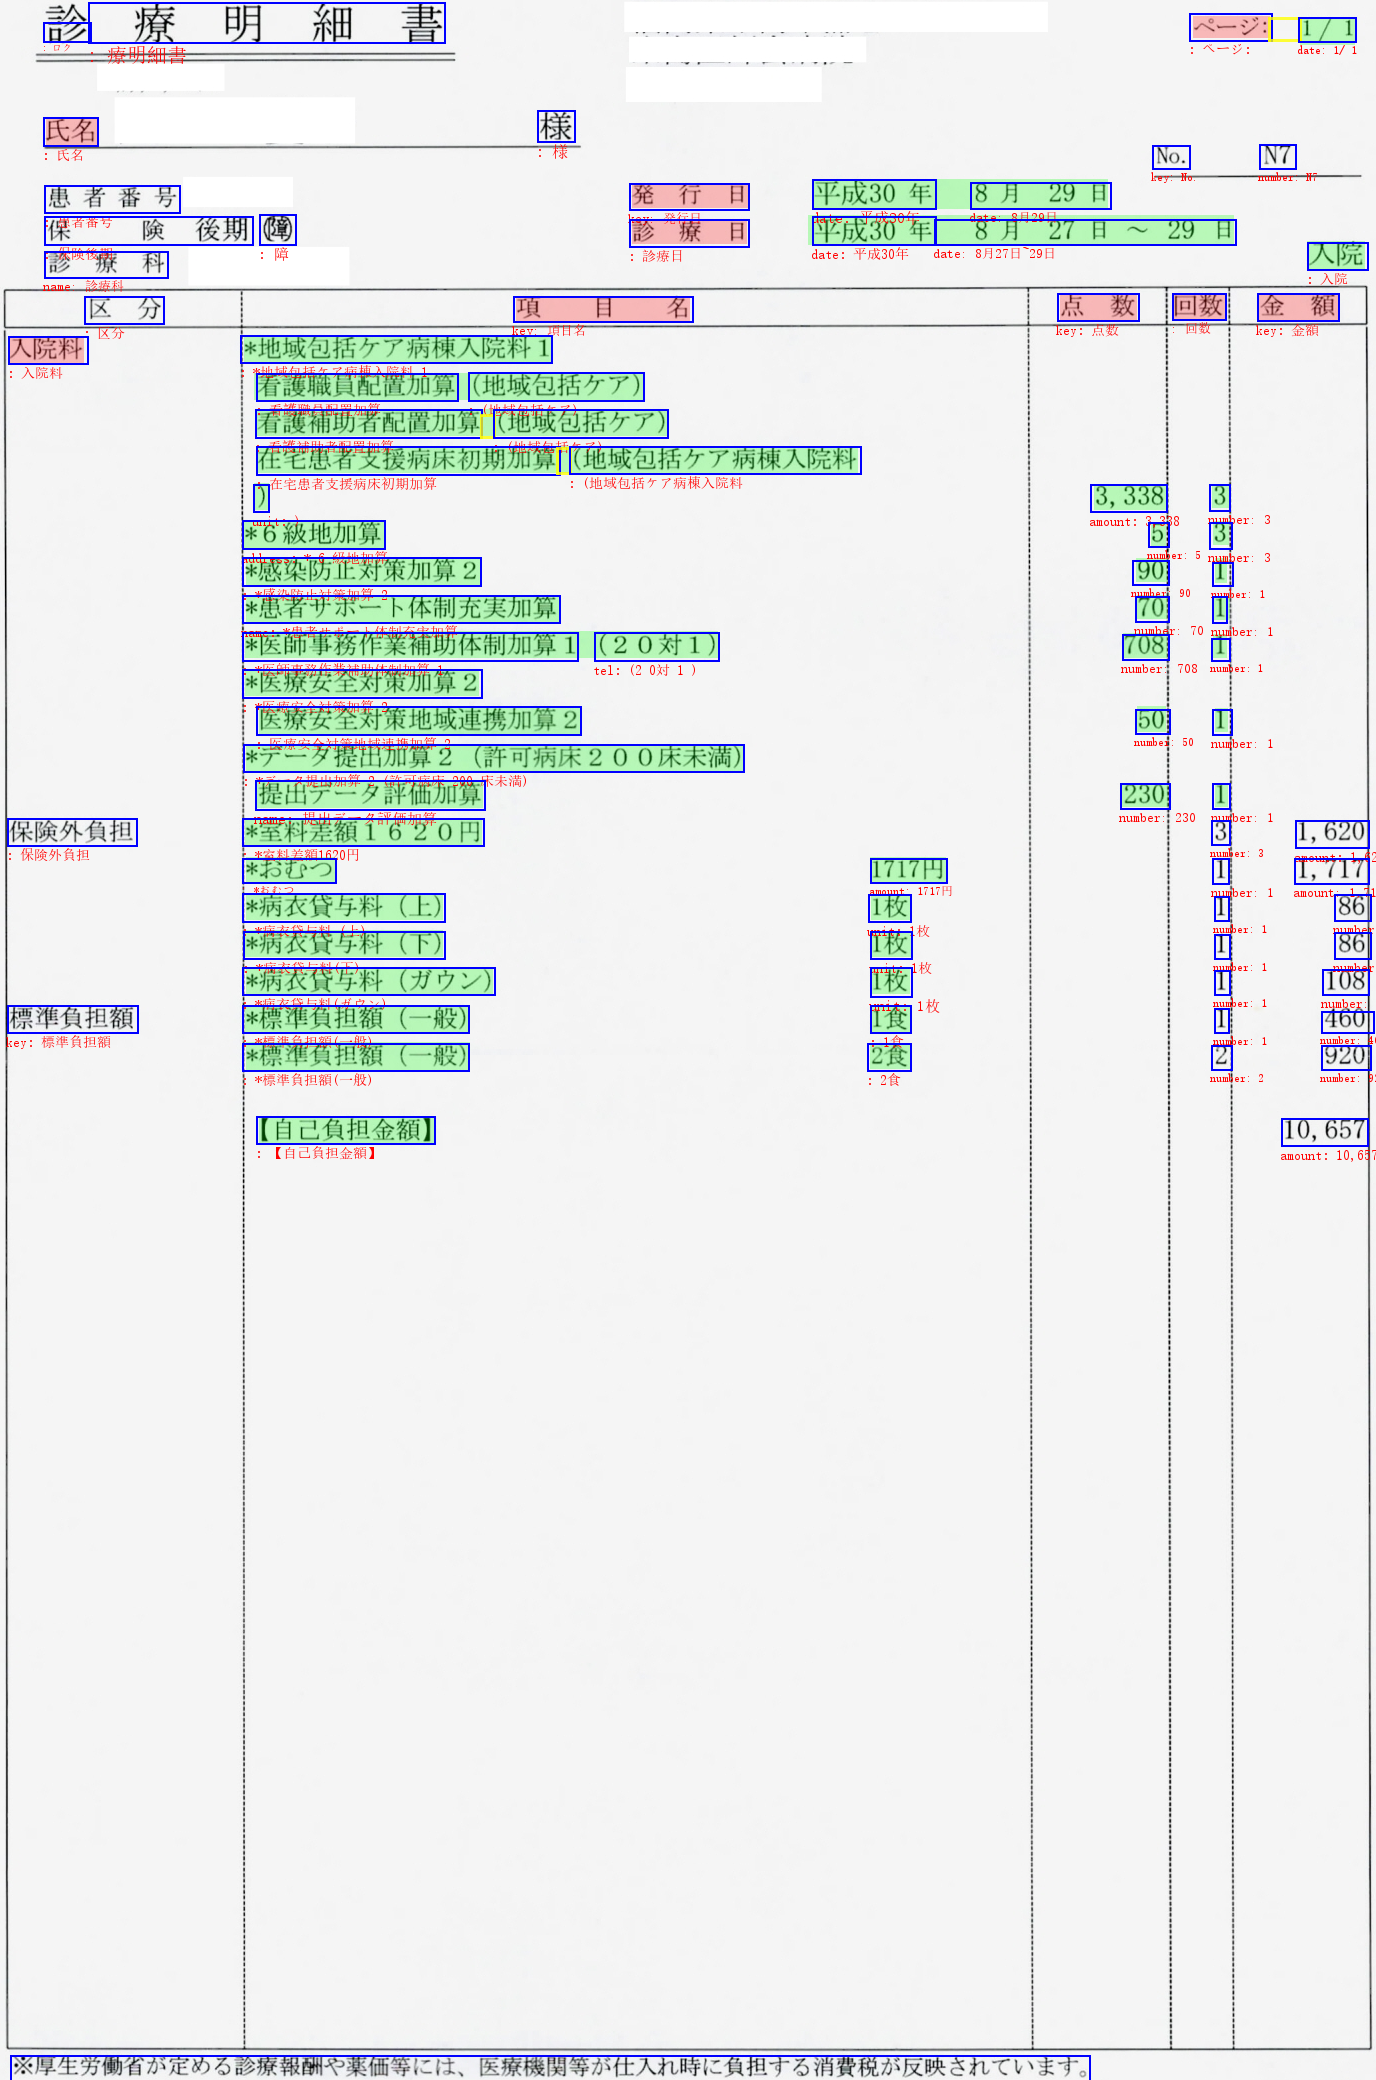 診療明細書
: ロク
: 療明細書
ページ: 1/ 1
: ページ: date: 1/ 1
氏名 様
: 氏名 : 様
No. N7
key: No. number: N7
患者番号 発行日 平成30年 8月 29日
: 患者番号 key: 発行日 date: 平成30年 date: 8月29日
保険 後期 ㊩ 診療日 平成30年 8月 27日 ~ 29日
: 保険後期 : 障 : 診療日 date: 平成30年 date: 8月27日~29日
診療科 入院
name: 診療科 : 入院
区分 項目名 点数 回数 金額
: 区分 key: 項目名 key: 点数 : 回数 key: 金額
入院料 *地域包括ケア病棟入院料1
: 入院料 : *地域包括ケア病棟入院料 1
看護職員配置加算 (地域包括ケア)
: 看護職員配置加算 : (地域包括ケア)
看護補助者配置加算 (地域包括ケア)
: 看護補助者配置加算 : (地域包括ケア)
在宅患者支援病床初期加算 (地域包括ケア病棟入院料
: 在宅患者支援病床初期加算 : (地域包括ケア病棟入院料
) 3,338 3
unit: ) amount: 3,338 number: 3
*6級地加算 5 3
address: * 6 級地加算 number: 5 number: 3
*感染防止対策加算2 90 1
: *感染防止対策加算 2 number: 90 number: 1
*患者サポート体制充実加算 70 1
name: *患者サポート体制充実加算 number: 70 number: 1
*医師事務作業補助体制加算1 (20対1) 708 1
: *医師事務作業補助体制加算 1 tel: (2 0対 1 ) number: 708 number: 1
*医療安全対策加算2
: *医療安全対策加算 2
医療安全対策地域連携加算2 50 1
: 医療安全対策地域連携加算 2 number: 50 number: 1
*データ提出加算2(許可病床200床未満)
: *データ提出加算 2 (許可病床 200 床未満)
提出データ評価加算 230 1
name: 提出データ評価加算 number: 230 number: 1
保険外負担 *室料差額1620円 3 1,620
: 保険外負担 : *室料差額1620円 number: 3 amount: 1,62
*おむつ 1717円 1 1,717
: *おむつ amount: 1717円 number: 1 amount: 1,71
*病衣貸与料(上) 1枚 1 86
: *病衣貸与料 (上) unit: 1枚 number: 1 number
*病衣貸与料(下) 1枚 1 86
: *病衣貸与料(下) unit: 1枚 number: 1 number
*病衣貸与料(ガウン) 1枚 1 108
: *病衣貸与料(ガウン) unit: 1枚 number: 1 number:
標準負担額 *標準負担額(一般) 1食 1 460
key: 標準負担額 : *標準負担額(一般) : 1食 number: 1 number: 46
*標準負担額(一般) 2食 2 920
: *標準負担額(一般) : 2食 number: 2 number: 92
【自己負担金額】 10,657
: 【自己負担金額】 amount: 10,657
※厚生労働省が定める診療報酬や薬価等には、医療機関等が仕入れ時に負担する消費税が反映されています。